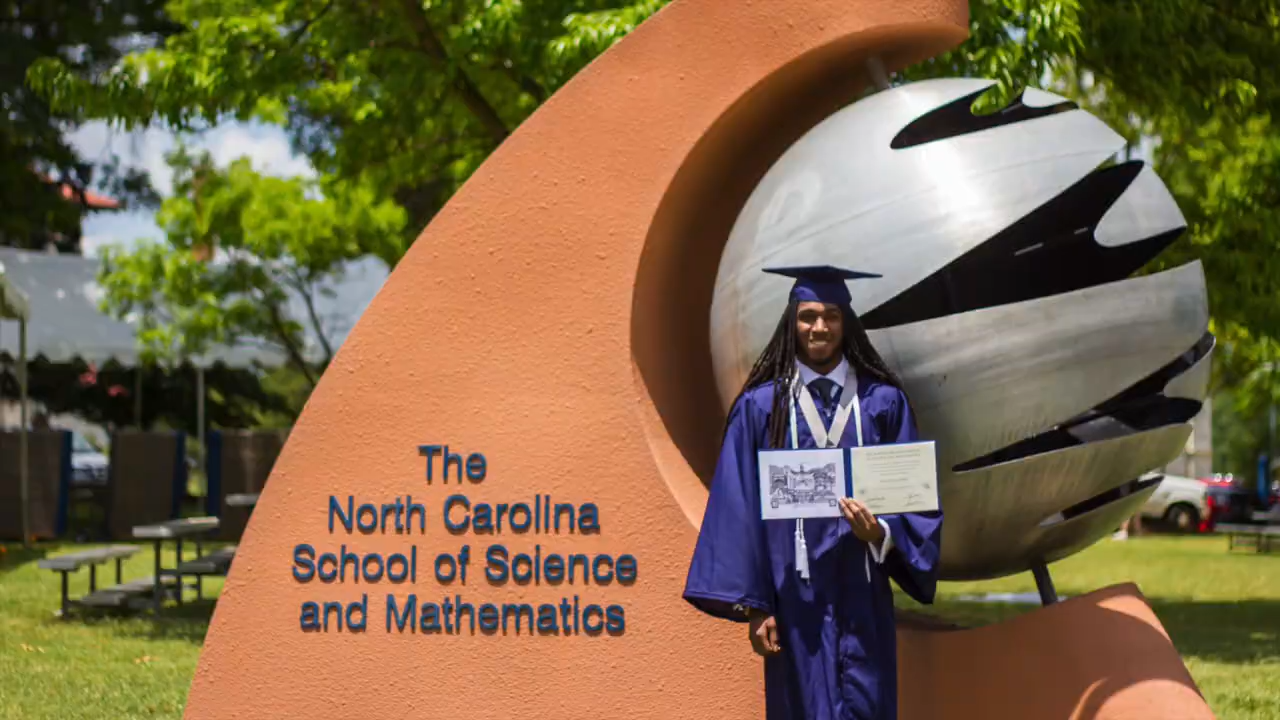 The
North Carolina
School of Science
and Mathematics